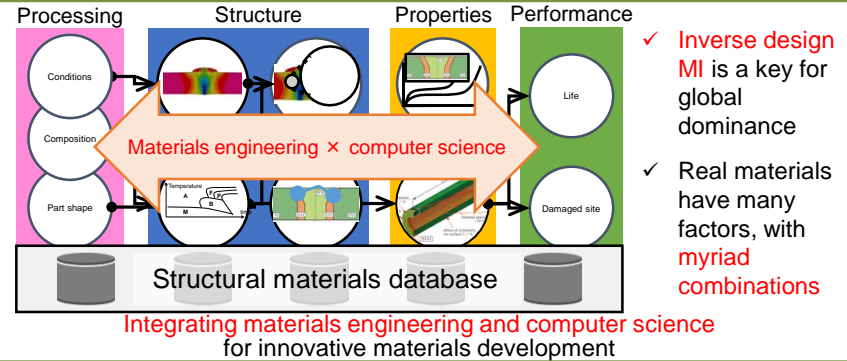 Processing
Structure
Properties
Performance
Conditions
Composition
Part shape
Materials engineering × computer science
Temperature
A
F
P
B
M
Life
Damaged site
Structural materials database
Integrating materials engineering and computer science
for innovative materials development
✓ Inverse design
MI is a key for
global
dominance
✓ Real materials
have many
factors, with
myriad
combinations